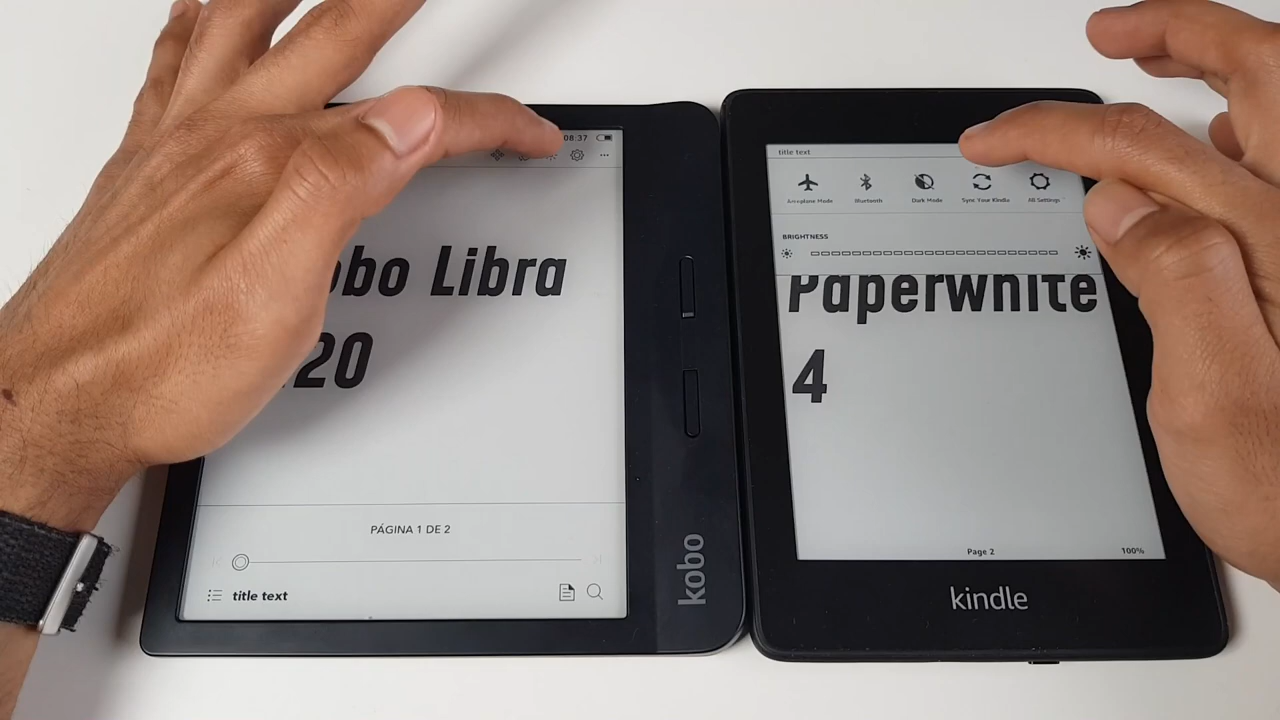 08:37
obo Libra
20
PÁGINA 1 DE 2
title text
kobo
title text
Aeroplane Mode
Bluetooth
Dark Mode
Sync Your Kindle
All Settings
BRIGHTNESS
Paperwhite
4
Page 2
100%
kindle